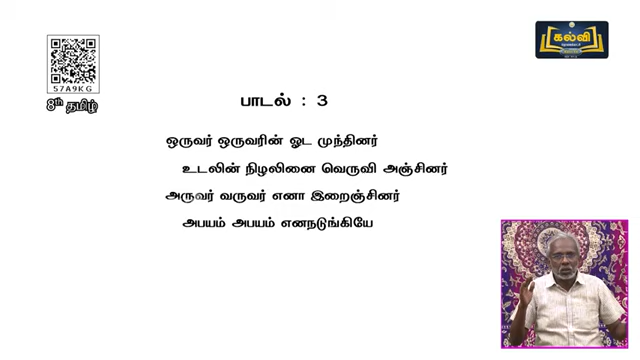 கல்வி
57A9KG
8th தமிழ்
பாடல் : 3
ஒருவர் ஒருவரின் ஓட முந்தினர்
உடலின் நிழலினை வெருவி அஞ்சினர்
அருவர் வருவர் எனா இறைஞ்சினர்
அபயம் அபயம் எனநடுங்கியே